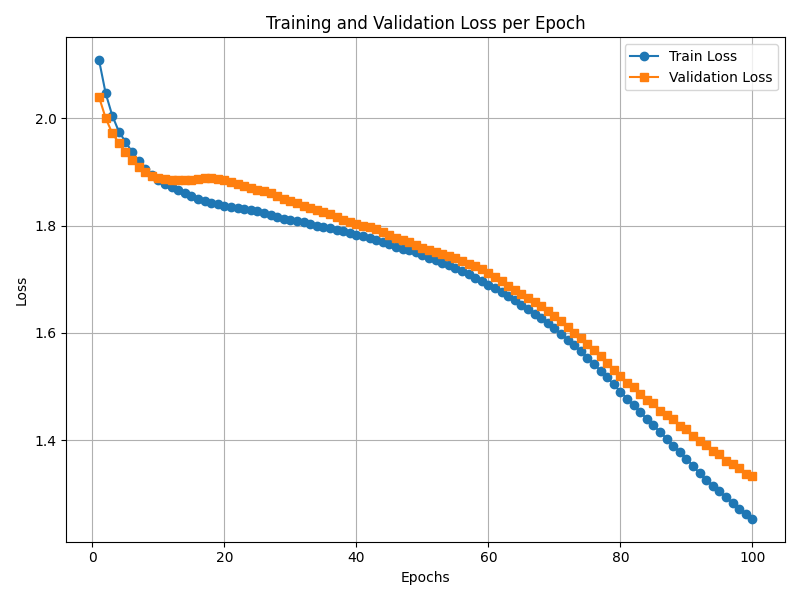 Training and Validation Loss per Epoch
Train Loss
Validation Loss
Loss
2.0
1.8
1.6
1.4
0 20 40 60 80 100
Epochs